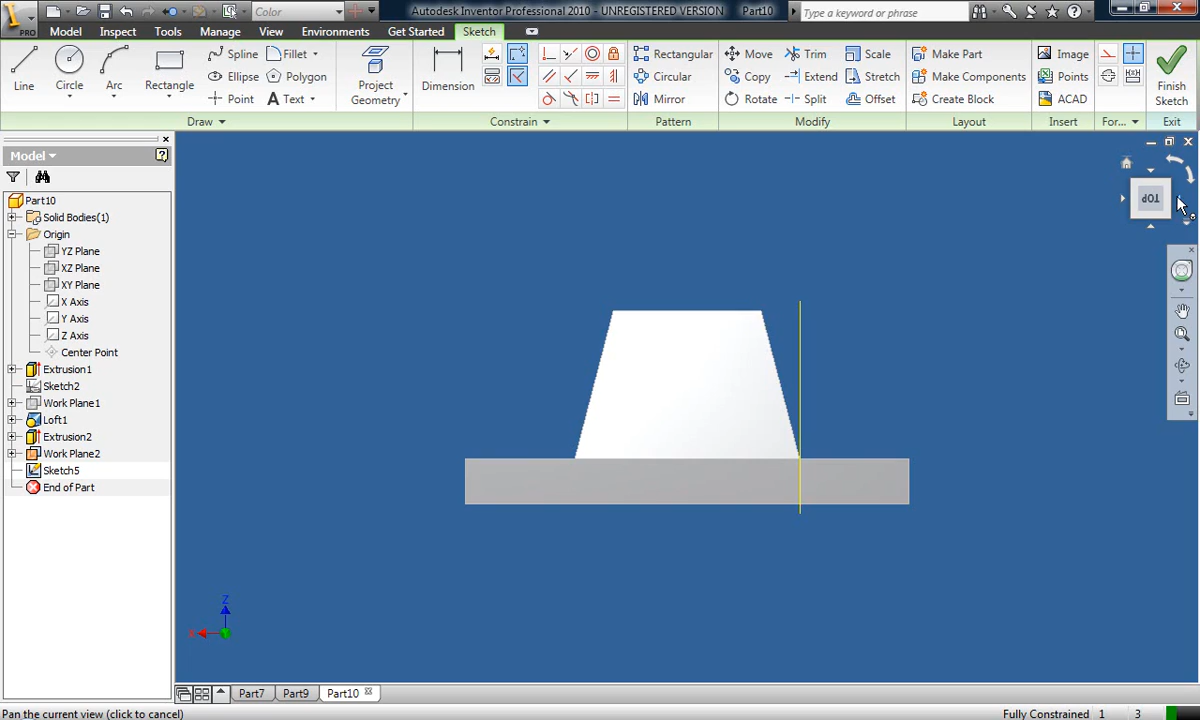 Color
Autodesk Inventor Professional 2010 - UNREGISTERED VERSION Part10
Type a keyword or phrase
PRO
Model Inspect Tools Manage View Environments Get Started Sketch
Line
Circle
Arc
Rectangle
Spline
Ellipse
Point
Fillet
Polygon
Text
Project
Geometry
Dimension
Rectangular
Circular
Mirror
Move
Copy
Rotate
Trim
Extend
Split
Scale
Stretch
Offset
Make Part
Make Components
Create Block
Image
Points
ACAD
Finish
Sketch
Draw Constrain Pattern Modify Layout Insert For... Exit
Model
Part10
Solid Bodies(1)
Origin
YZ Plane
XZ Plane
XY Plane
X Axis
Y Axis
Z Axis
Center Point
Extrusion1
Sketch2
Work Plane1
Loft1
Extrusion2
Work Plane2
Sketch5
End of Part
TOP
Z
X
Part7 Part9 Part10
Pan the current view (click to cancel)
Fully Constrained 1 3